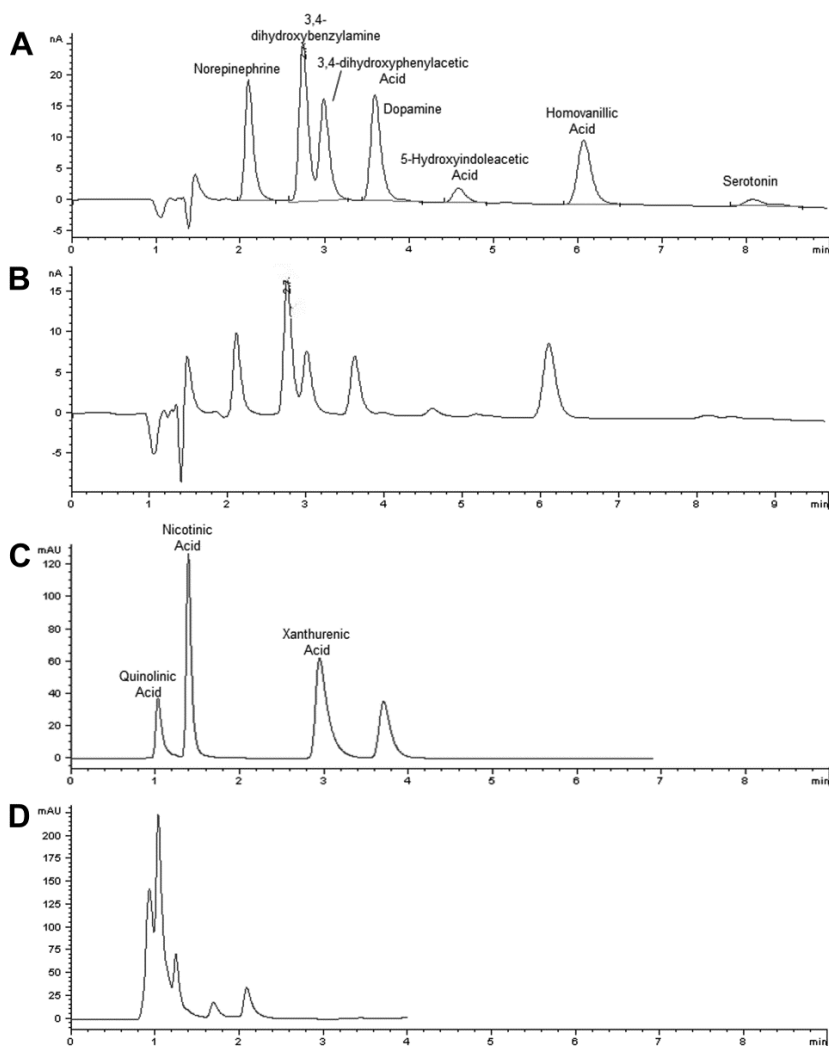 A
nA
20
15
10
5
0
-5
Norepinephrine
3,4-
dihydroxybenzylamine
3,4-dihydroxyphenylacetic
Acid
Dopamine
5-Hydroxyindoleacetic
Acid
Homovanillic
Acid
Serotonin
0 1 2 3 4 5 6 7 8 min
B
nA
15
10
5
0
-5
0 1 2 3 4 5 6 7 8 9 min
C
mAU
120
100
80
60
40
20
0
Quinolinic
Acid
Nicotinic
Acid
Xanthurenic
Acid
0 1 2 3 4 5 6 7 8 min
D
mAU
200
175
150
125
100
75
50
25
0
0 1 2 3 4 5 6 7 8 min